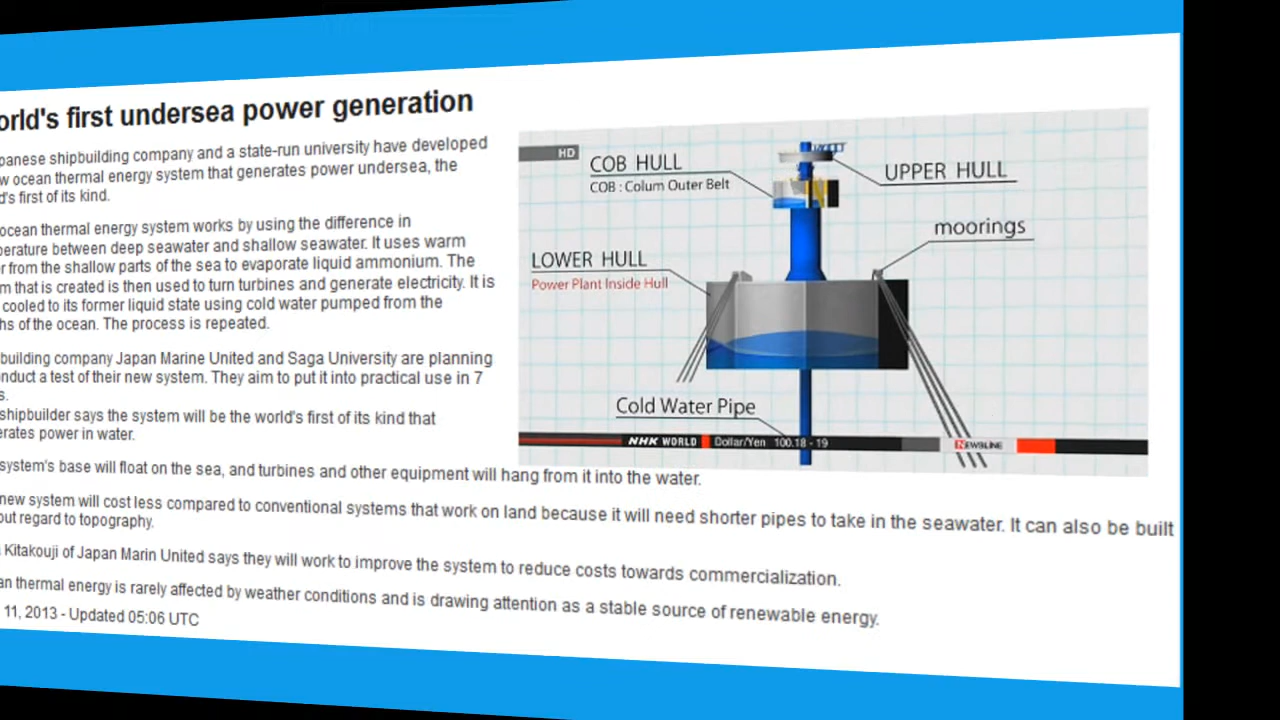 orld's first undersea power generation
panese shipbuilding company and a state-run university have developed
w ocean thermal energy system that generates power undersea, the
d's first of its kind.
ocean thermal energy system works by using the difference in
perature between deep seawater and shallow seawater. It uses warm
r from the shallow parts of the sea to evaporate liquid ammonium. The
m that is created is then used to turn turbines and generate electricity. It is
cooled to its former liquid state using cold water pumped from the
hs of the ocean. The process is repeated.
building company Japan Marine United and Saga University are planning
nduct a test of their new system. They aim to put it into practical use in 7
s.
shipbuilder says the system will be the world's first of its kind that
erates power in water.
system's base will float on the sea, and turbines and other equipment will hang from it into the water.
new system will cost less compared to conventional systems that work on land because it will need shorter pipes to take in the seawater. It can also be built
out regard to topography.
Kitakouji of Japan Marin United says they will work to improve the system to reduce costs towards commercialization.
an thermal energy is rarely affected by weather conditions and is drawing attention as a stable source of renewable energy.
11, 2013 - Updated 05:06 UTC
HD
COB HULL
COB : Colum Outer Belt
UPPER HULL
moorings
LOWER HULL
Power Plant Inside Hull
Cold Water Pipe
NHK WORLD Dollar/Yen 100.18 - 19 NEWSLINE